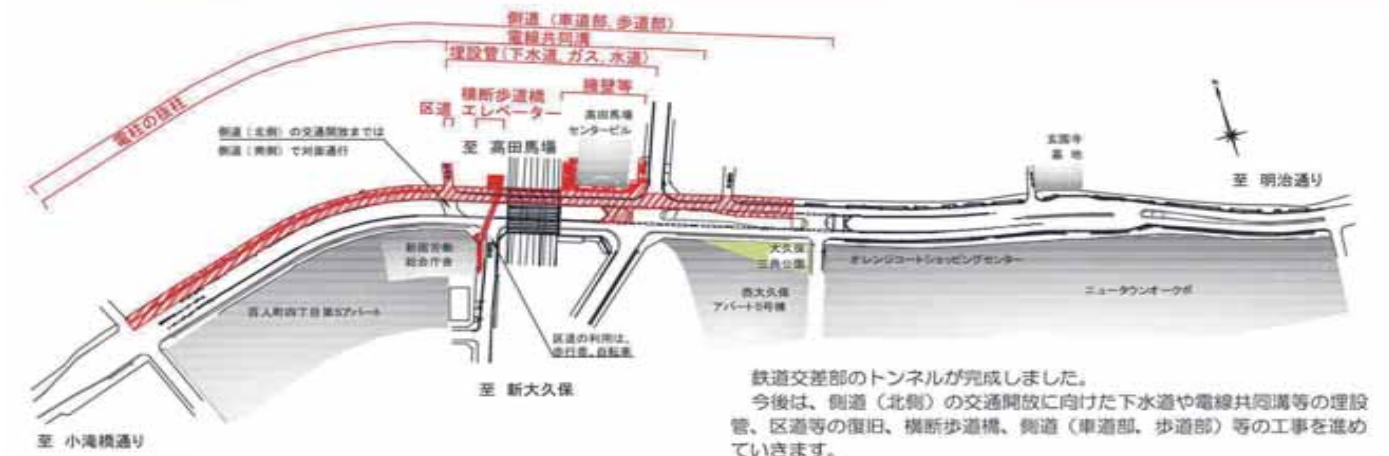 側道（車道部、歩道部）
電線共同溝
埋設管（下水道、ガス、水道）
擁壁等
横断歩道橋
区道 エレベーター
電柱の抜柱
高田馬場
センタービル
側道（北側）の交通開放までは
側道（南側）で対面通行
至 高田馬場
玄国寺
墓地
至 明治通り
新宿労働
総合庁舎
大久保
三角公園
オレンジコートショッピングセンター
西大久保
アパート5号棟
ニュータウンオークボ
百人町四丁目第5アパート
区道の利用は、
歩行者、自転車
至 新大久保
至 小滝橋通り
鉄道交差部のトンネルが完成しました。
今後は、側道（北側）の交通開放に向けた下水道や電線共同溝等の埋設
管、区道等の復旧、横断歩道橋、側道（車道部、歩道部）等の工事を進め
ていきます。